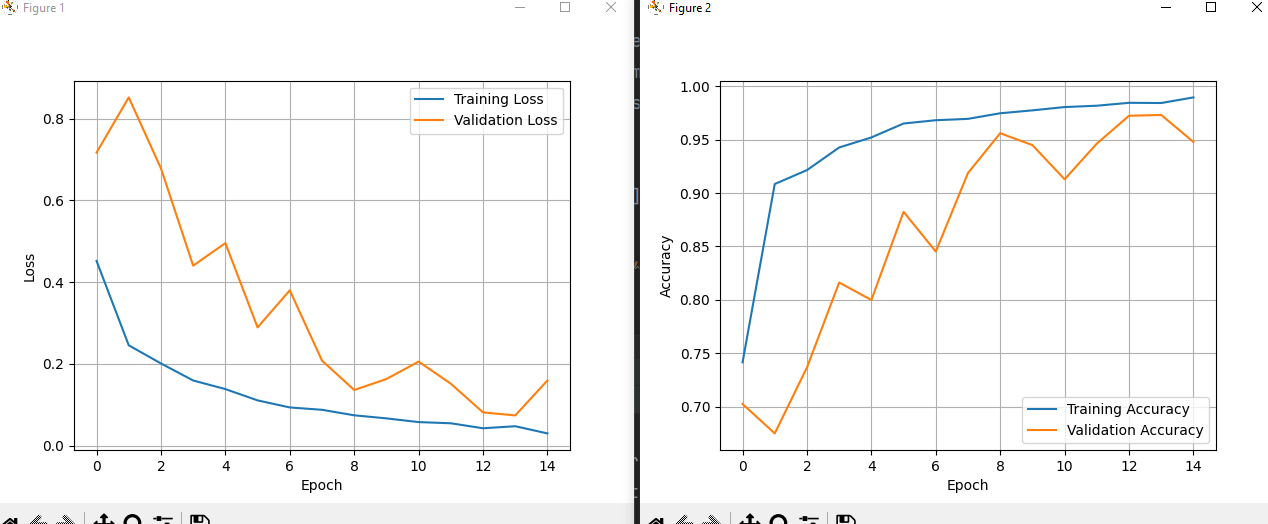 Figure 1
Training Loss
Validation Loss
0.8
0.6
0.4
0.2
0.0
Loss
0 2 4 6 8 10 12 14
Epoch
Figure 2
1.00
0.95
0.90
0.85
0.80
0.75
0.70
Accuracy
Training Accuracy
Validation Accuracy
0 2 4 6 8 10 12 14
Epoch